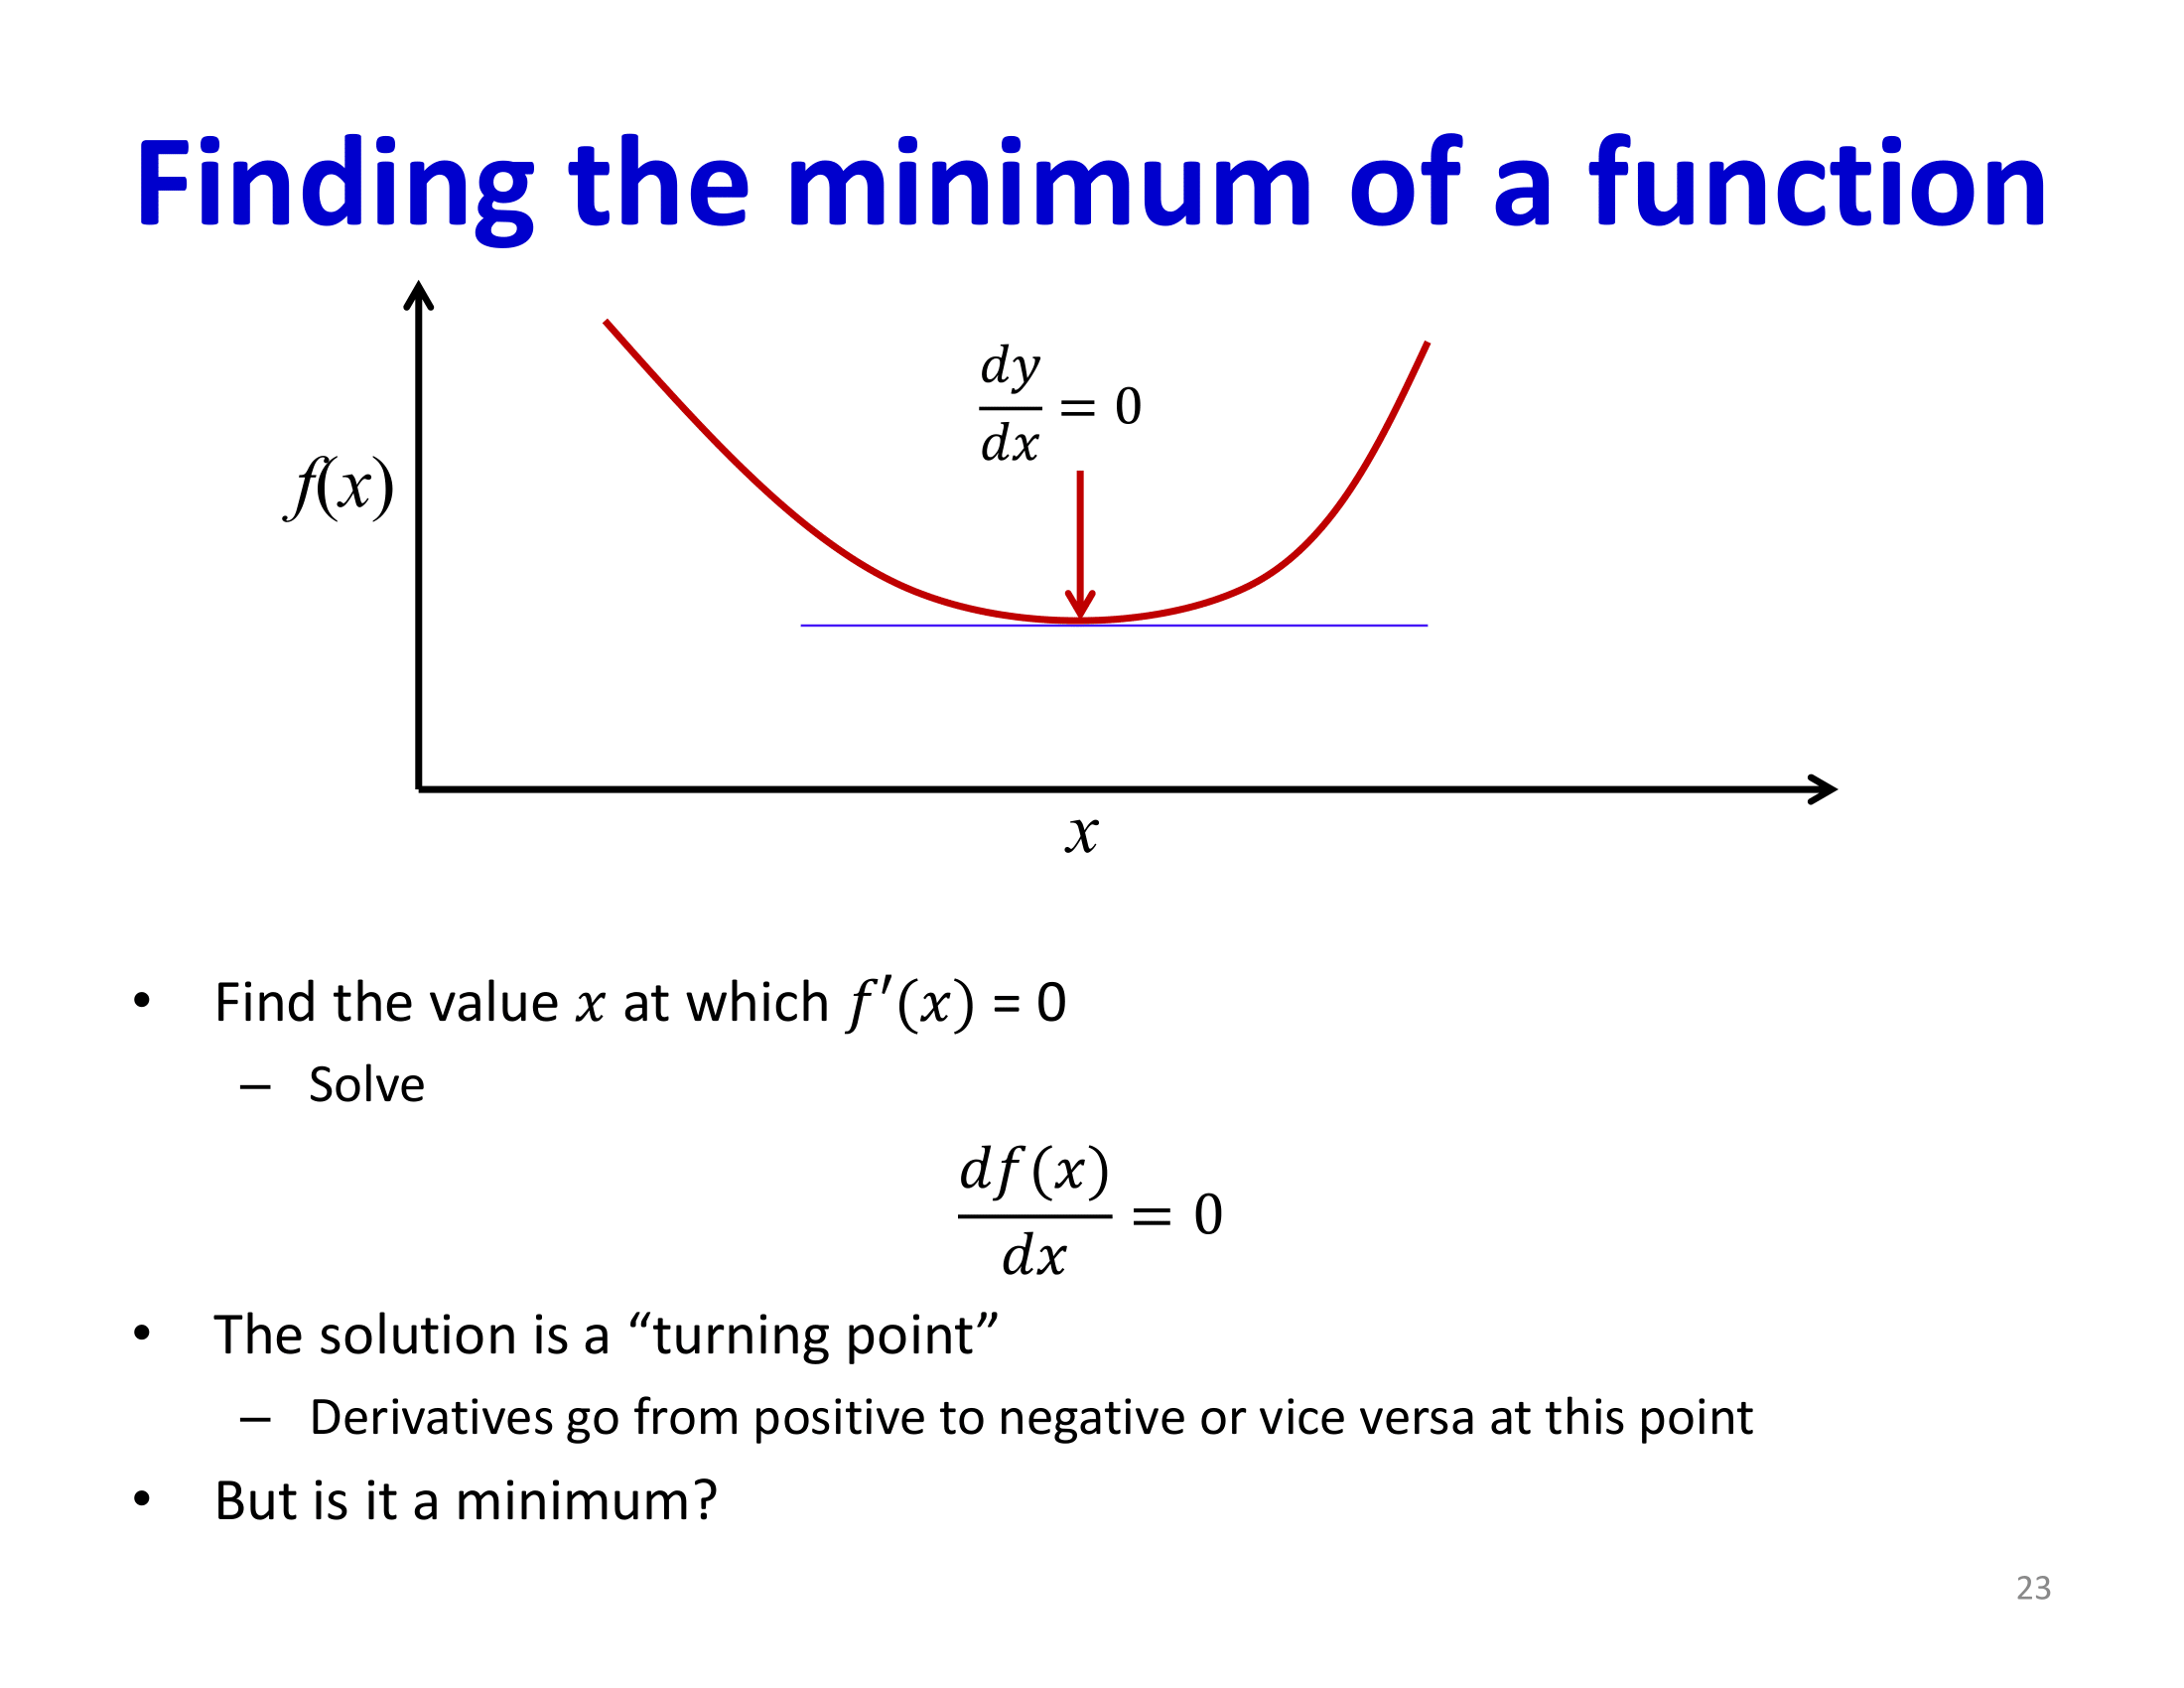 Finding the minimum of a function
dy/dx = 0
f(x)
x
• Find the value x at which f′(x) = 0
– Solve
df(x)/dx = 0
• The solution is a “turning point”
– Derivatives go from positive to negative or vice versa at this point
• But is it a minimum?
23